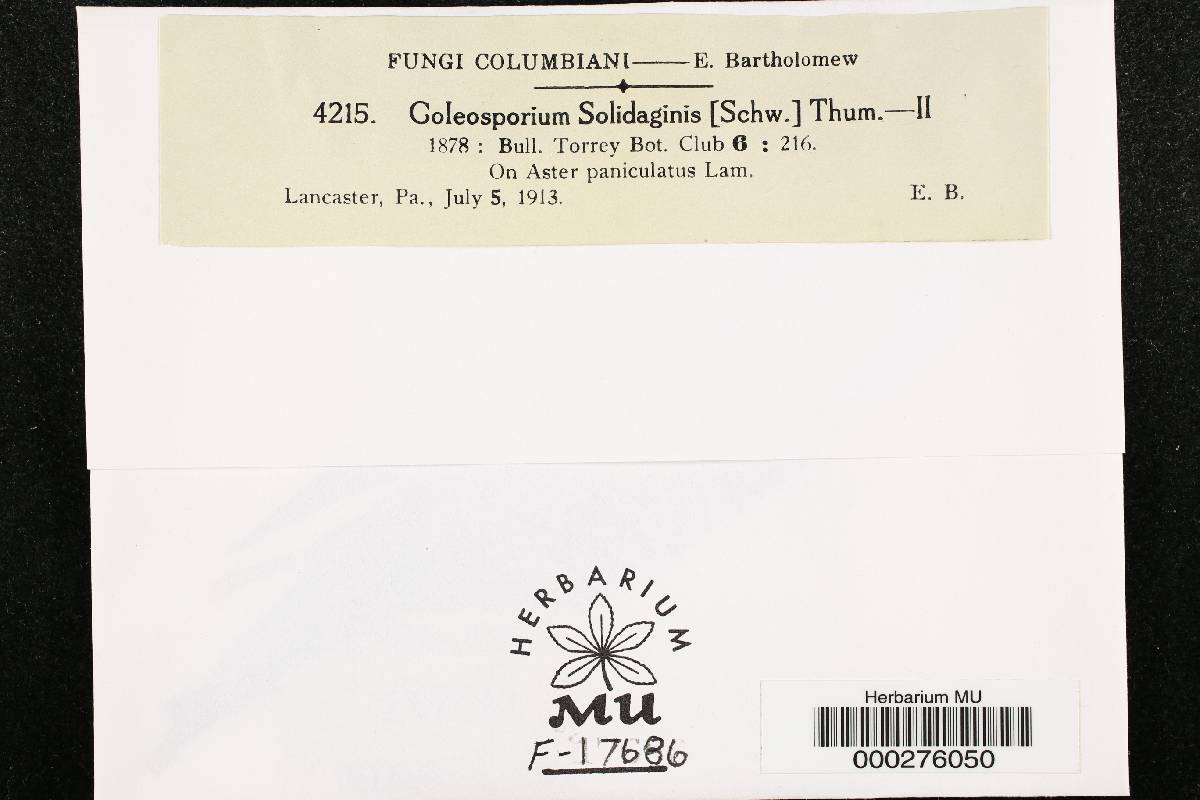 FUNGI COLUMBIANI——E. Bartholomew
4215. Coleosporium Solidaginis [Schw.] Thum.—II
1878 : Bull. Torrey Bot. Club 6 : 216.
On Aster paniculatus Lam.
Lancaster, Pa., July 5, 1913. E. B.
HERBARIUM
MU
F-17686
Herbarium MU
000276050